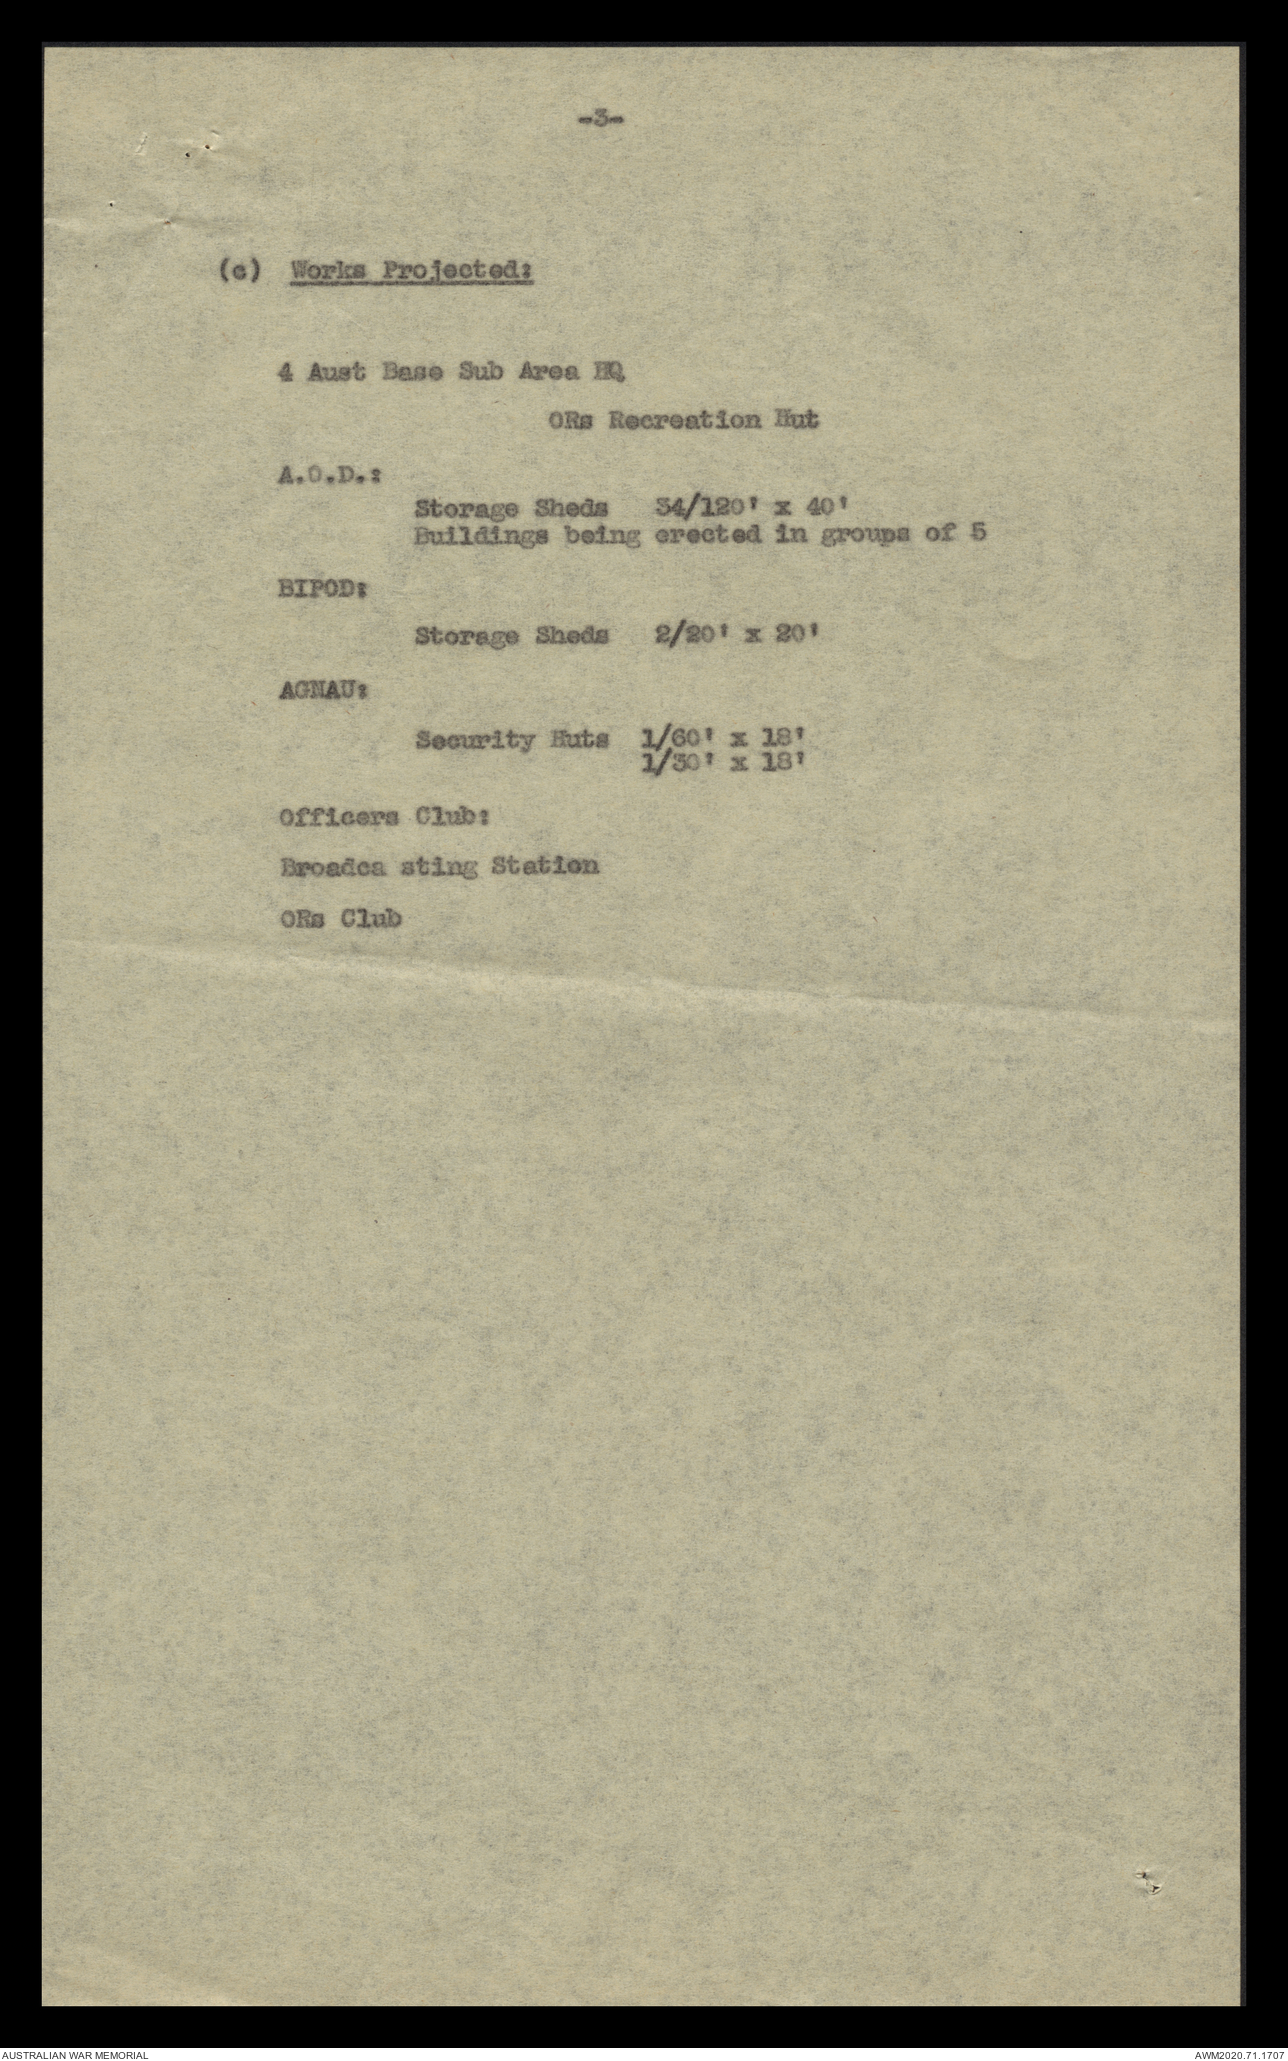 -3-
(c) Works Projected:
4 Aust Base Sub Area HQ
ORs Recreation Hut
A.O.D.:
Storage Sheds 34/120' x 40'
Buildings being erected in groups of 5
BIPOD:
Storage Sheds 2/20' x 20'
AGNAU:
Security Huts 1/60' x 18'
1/30' x 18'
Officers Club:
Broadca sting Station
ORs Club
AUSTRALIAN WAR MEMORIAL
AWM2020.71.1707